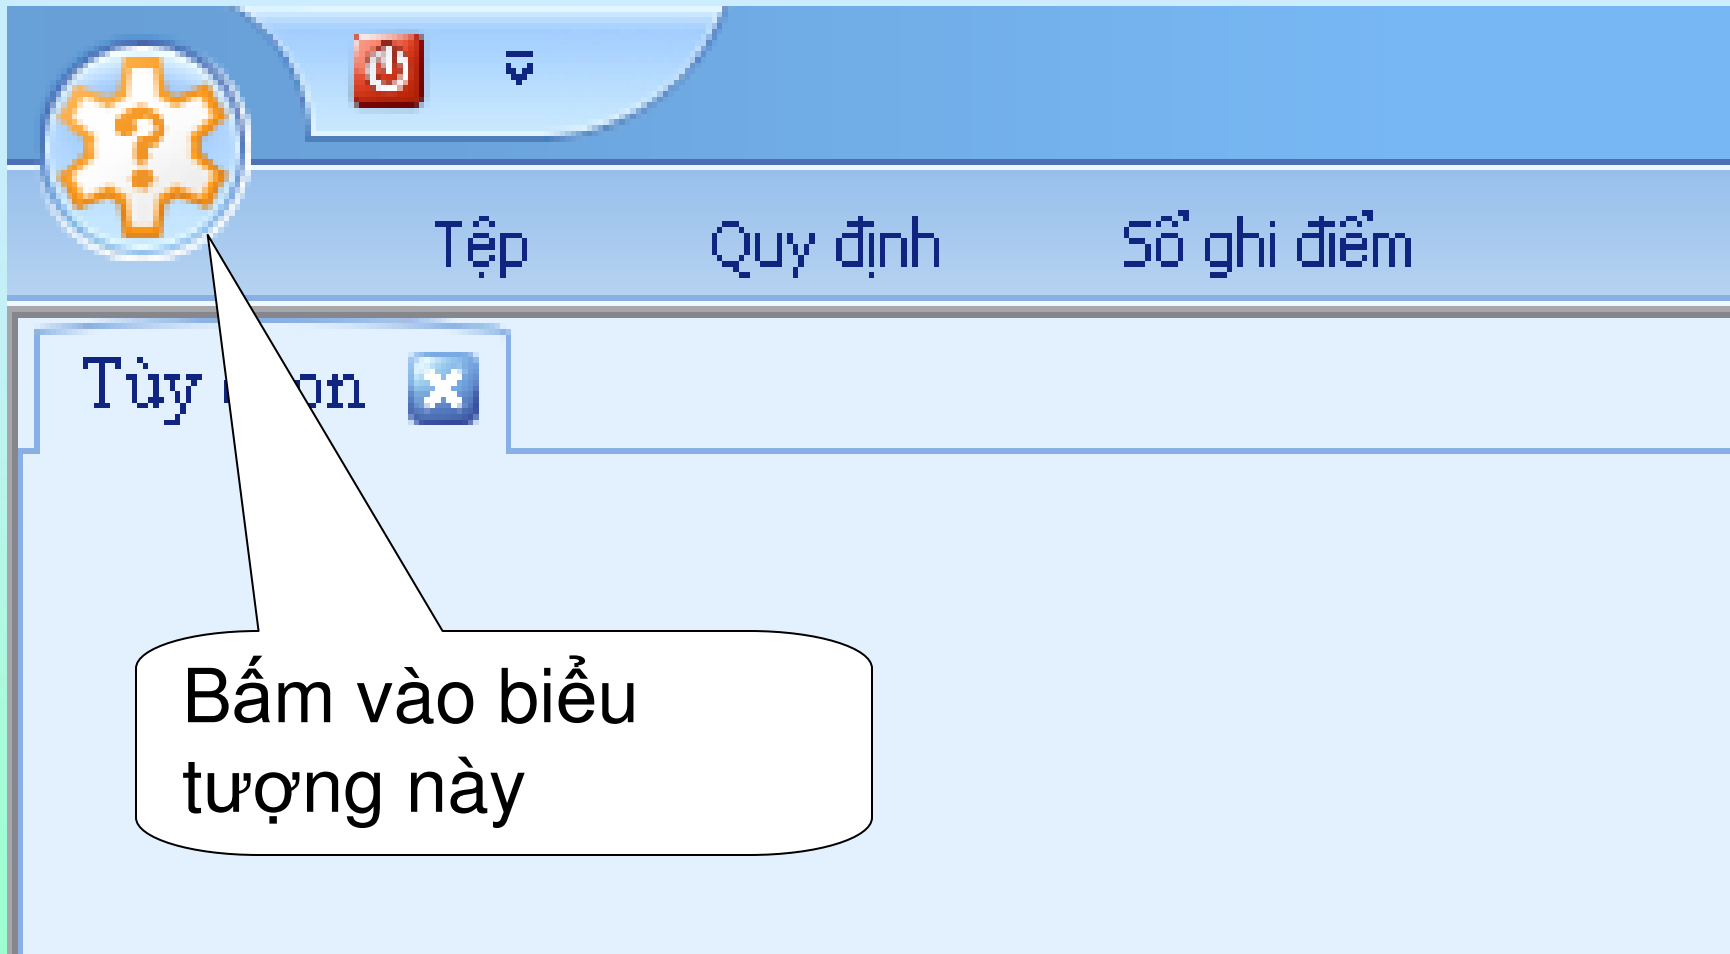 ?
Tệp Quy định Sổ ghi điểm
Tùy
Bấm vào biểu
tượng này